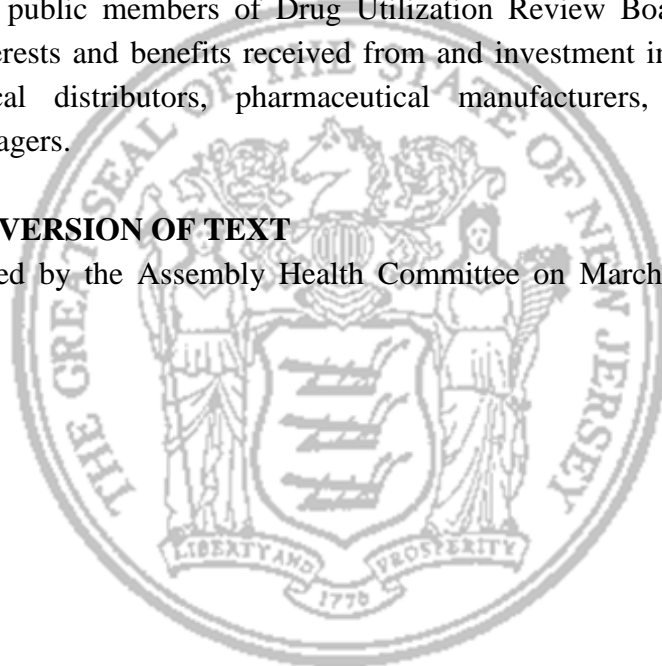 public members of Drug Utilization Review Boa
erests and benefits received from and investment in
cal distributors, pharmaceutical manufacturers,
agers.
VERSION OF TEXT
ed by the Assembly Health Committee on March
THE GREAT SEAL OF THE STATE OF NEW JERSEY
LIBERTY AND PROSPERITY
1776